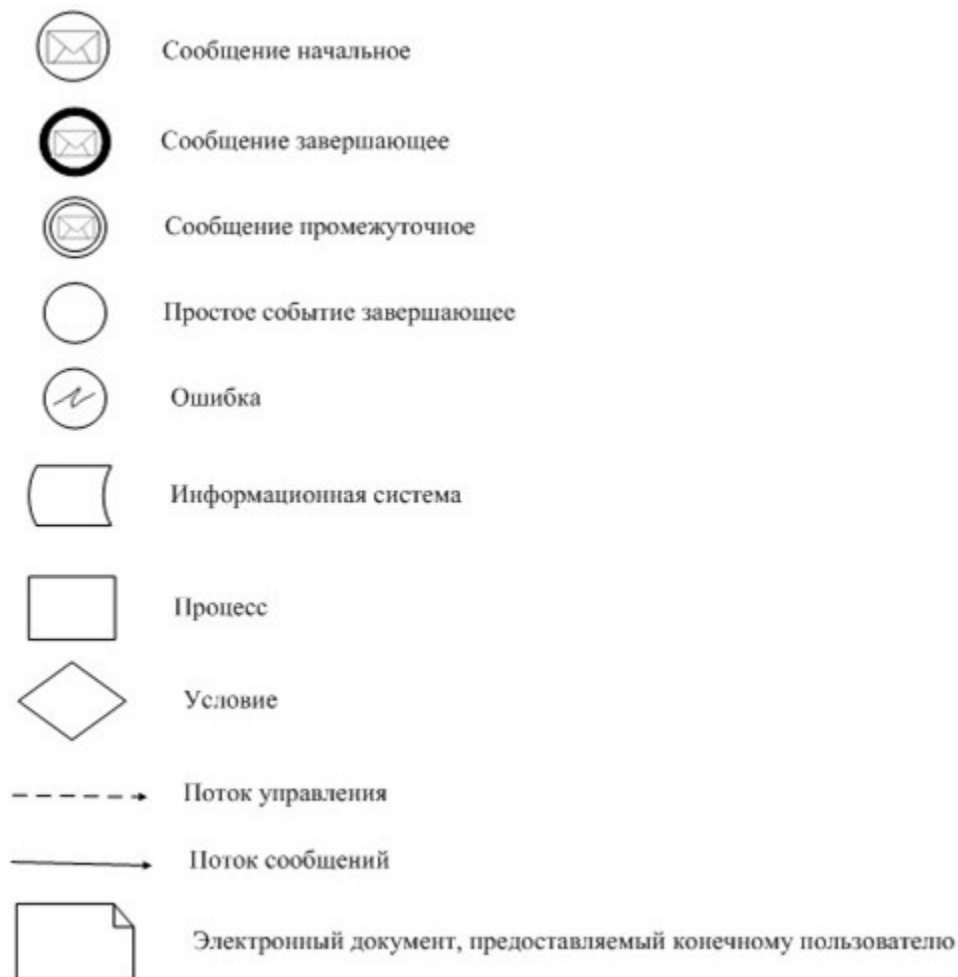 Сообщение начальное
Сообщение завершающее
Сообщение промежуточное
Простое событие завершающее
Ошибка
Информационная система
Процесс
Условие
Поток управления
Поток сообщений
Электронный документ, предоставляемый конечному пользователю